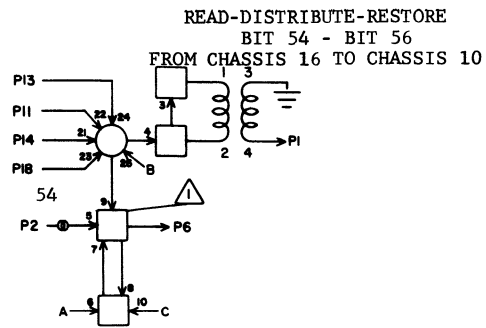 READ-DISTRIBUTE-RESTORE
BIT 54 - BIT 56
FROM CHASSIS 16 TO CHASSIS 10
P13
1 3
3
P11
22 24
P14
21
4
2 4
P1
P18
23
25
B
54
9
1
P2
5
P6
7
8
A
6
10
C